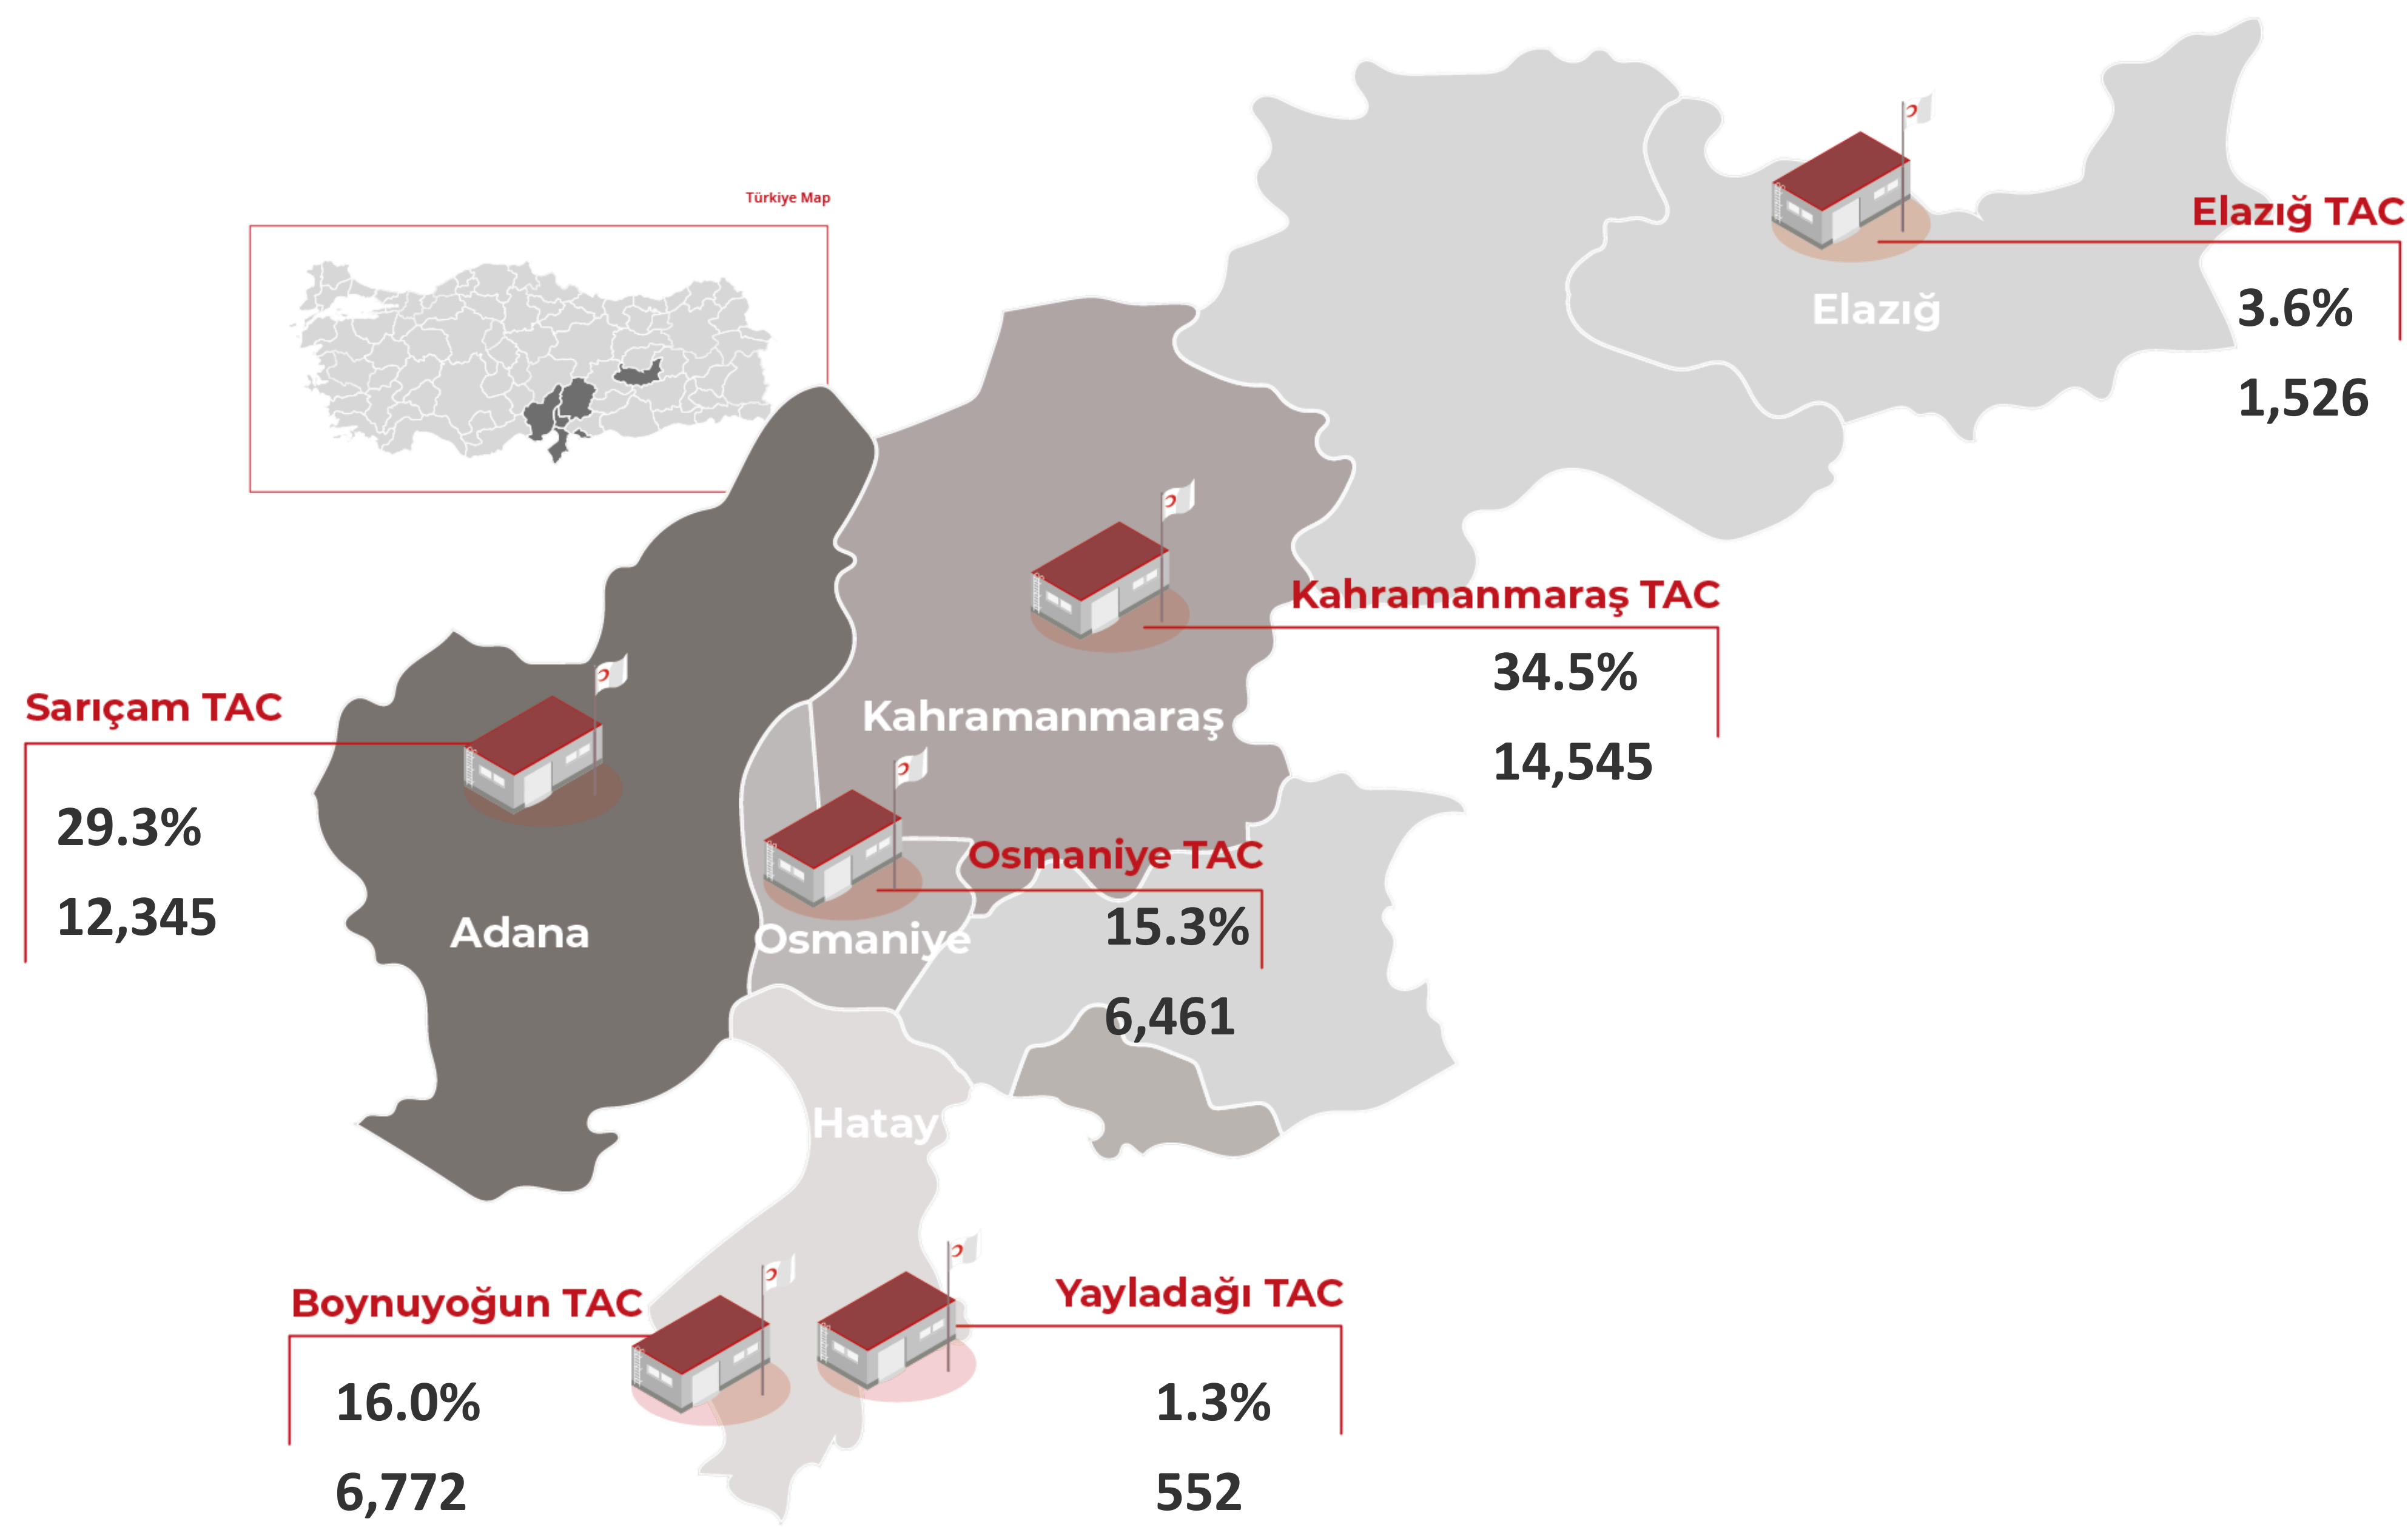 Türkiye Map
Elazığ TAC
3.6%
1,526
Elazığ
Kahramanmaraş TAC
34.5%
14,545
Kahramanmaraş
Sarıçam TAC
29.3%
12,345
Adana
Osmaniye TAC
15.3%
6,461
Osmaniye
Hatay
Boynuyoğun TAC
16.0%
6,772
Yayladağı TAC
1.3%
552